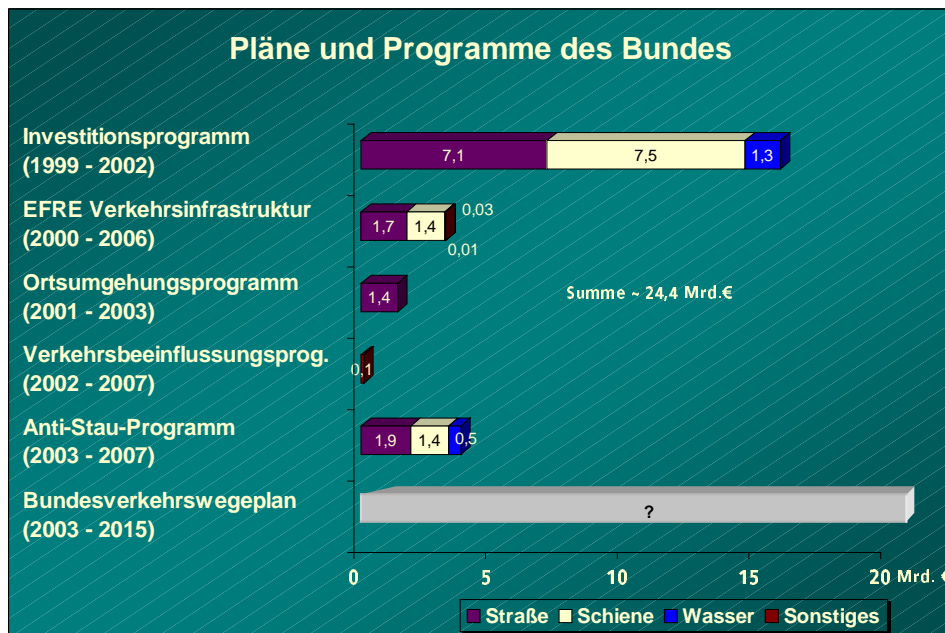 Pläne und Programme des Bundes
Investitionsprogramm
(1999 - 2002)
7,1
7,5
1,3
EFRE Verkehrsinfrastruktur
(2000 - 2006)
1,7
1,4
0,03
0,01
Ortsumgehungsprogramm
(2001 - 2003)
1,4
Summe ~ 24,4 Mrd.€
Verkehrsbeeinflussungsprog.
(2002 - 2007)
0,1
Anti-Stau-Programm
(2003 - 2007)
1,9
1,4
0,5
Bundesverkehrswegeplan
(2003 - 2015)
?
0
5
10
15
20 Mrd. €
Straße Schiene Wasser Sonstiges